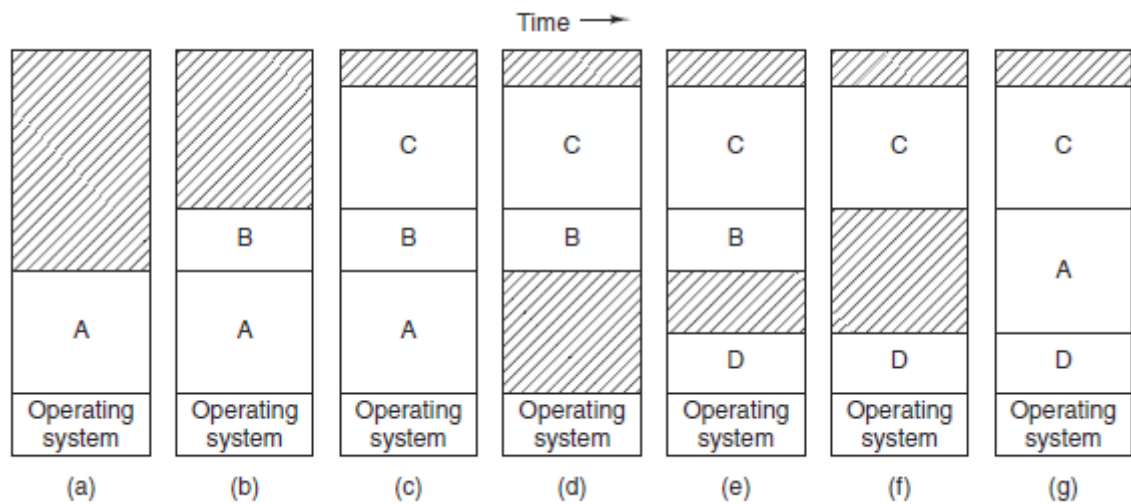 Time
C
C
C
C
C
B
B
B
B
A
A
A
D
D
D
Operating
system
Operating
system
Operating
system
Operating
system
Operating
system
Operating
system
Operating
system
(a)
(b)
(c)
(d)
(e)
(f)
(g)